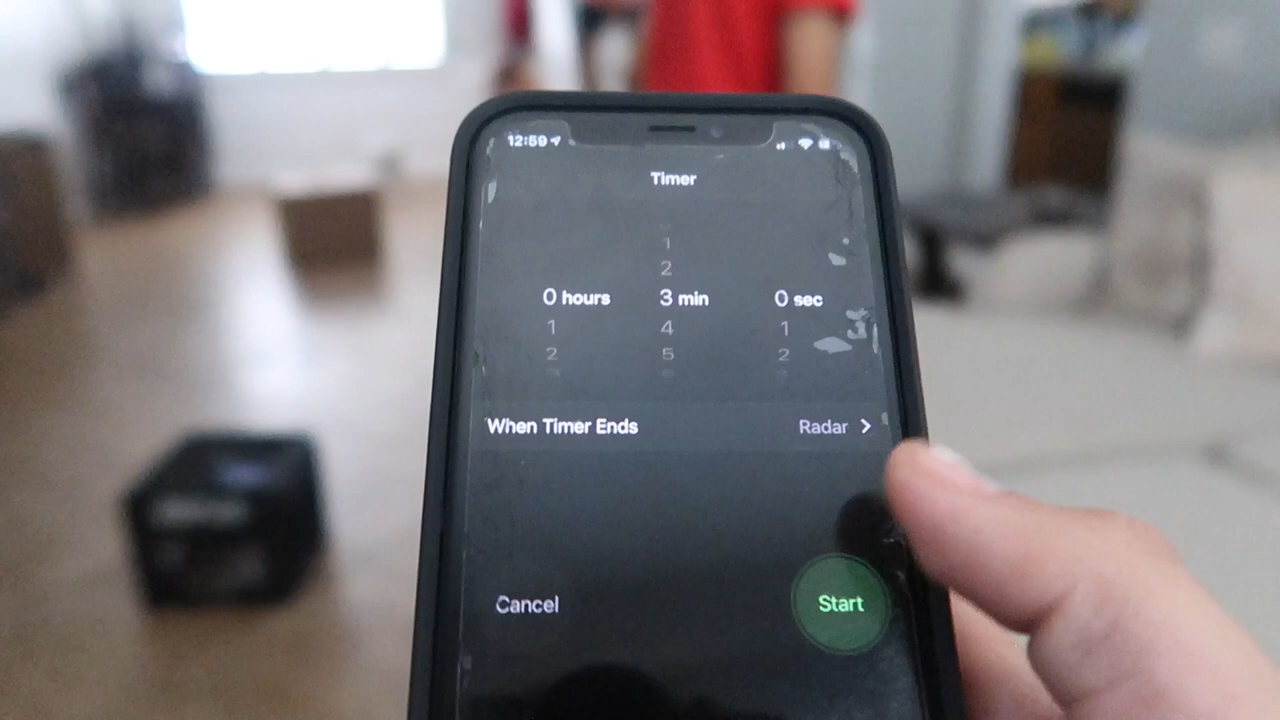 12:59
Timer
1
2
0 hours 3 min 0 sec
1 4 1
2 5 2
When Timer Ends Radar >
Cancel Start